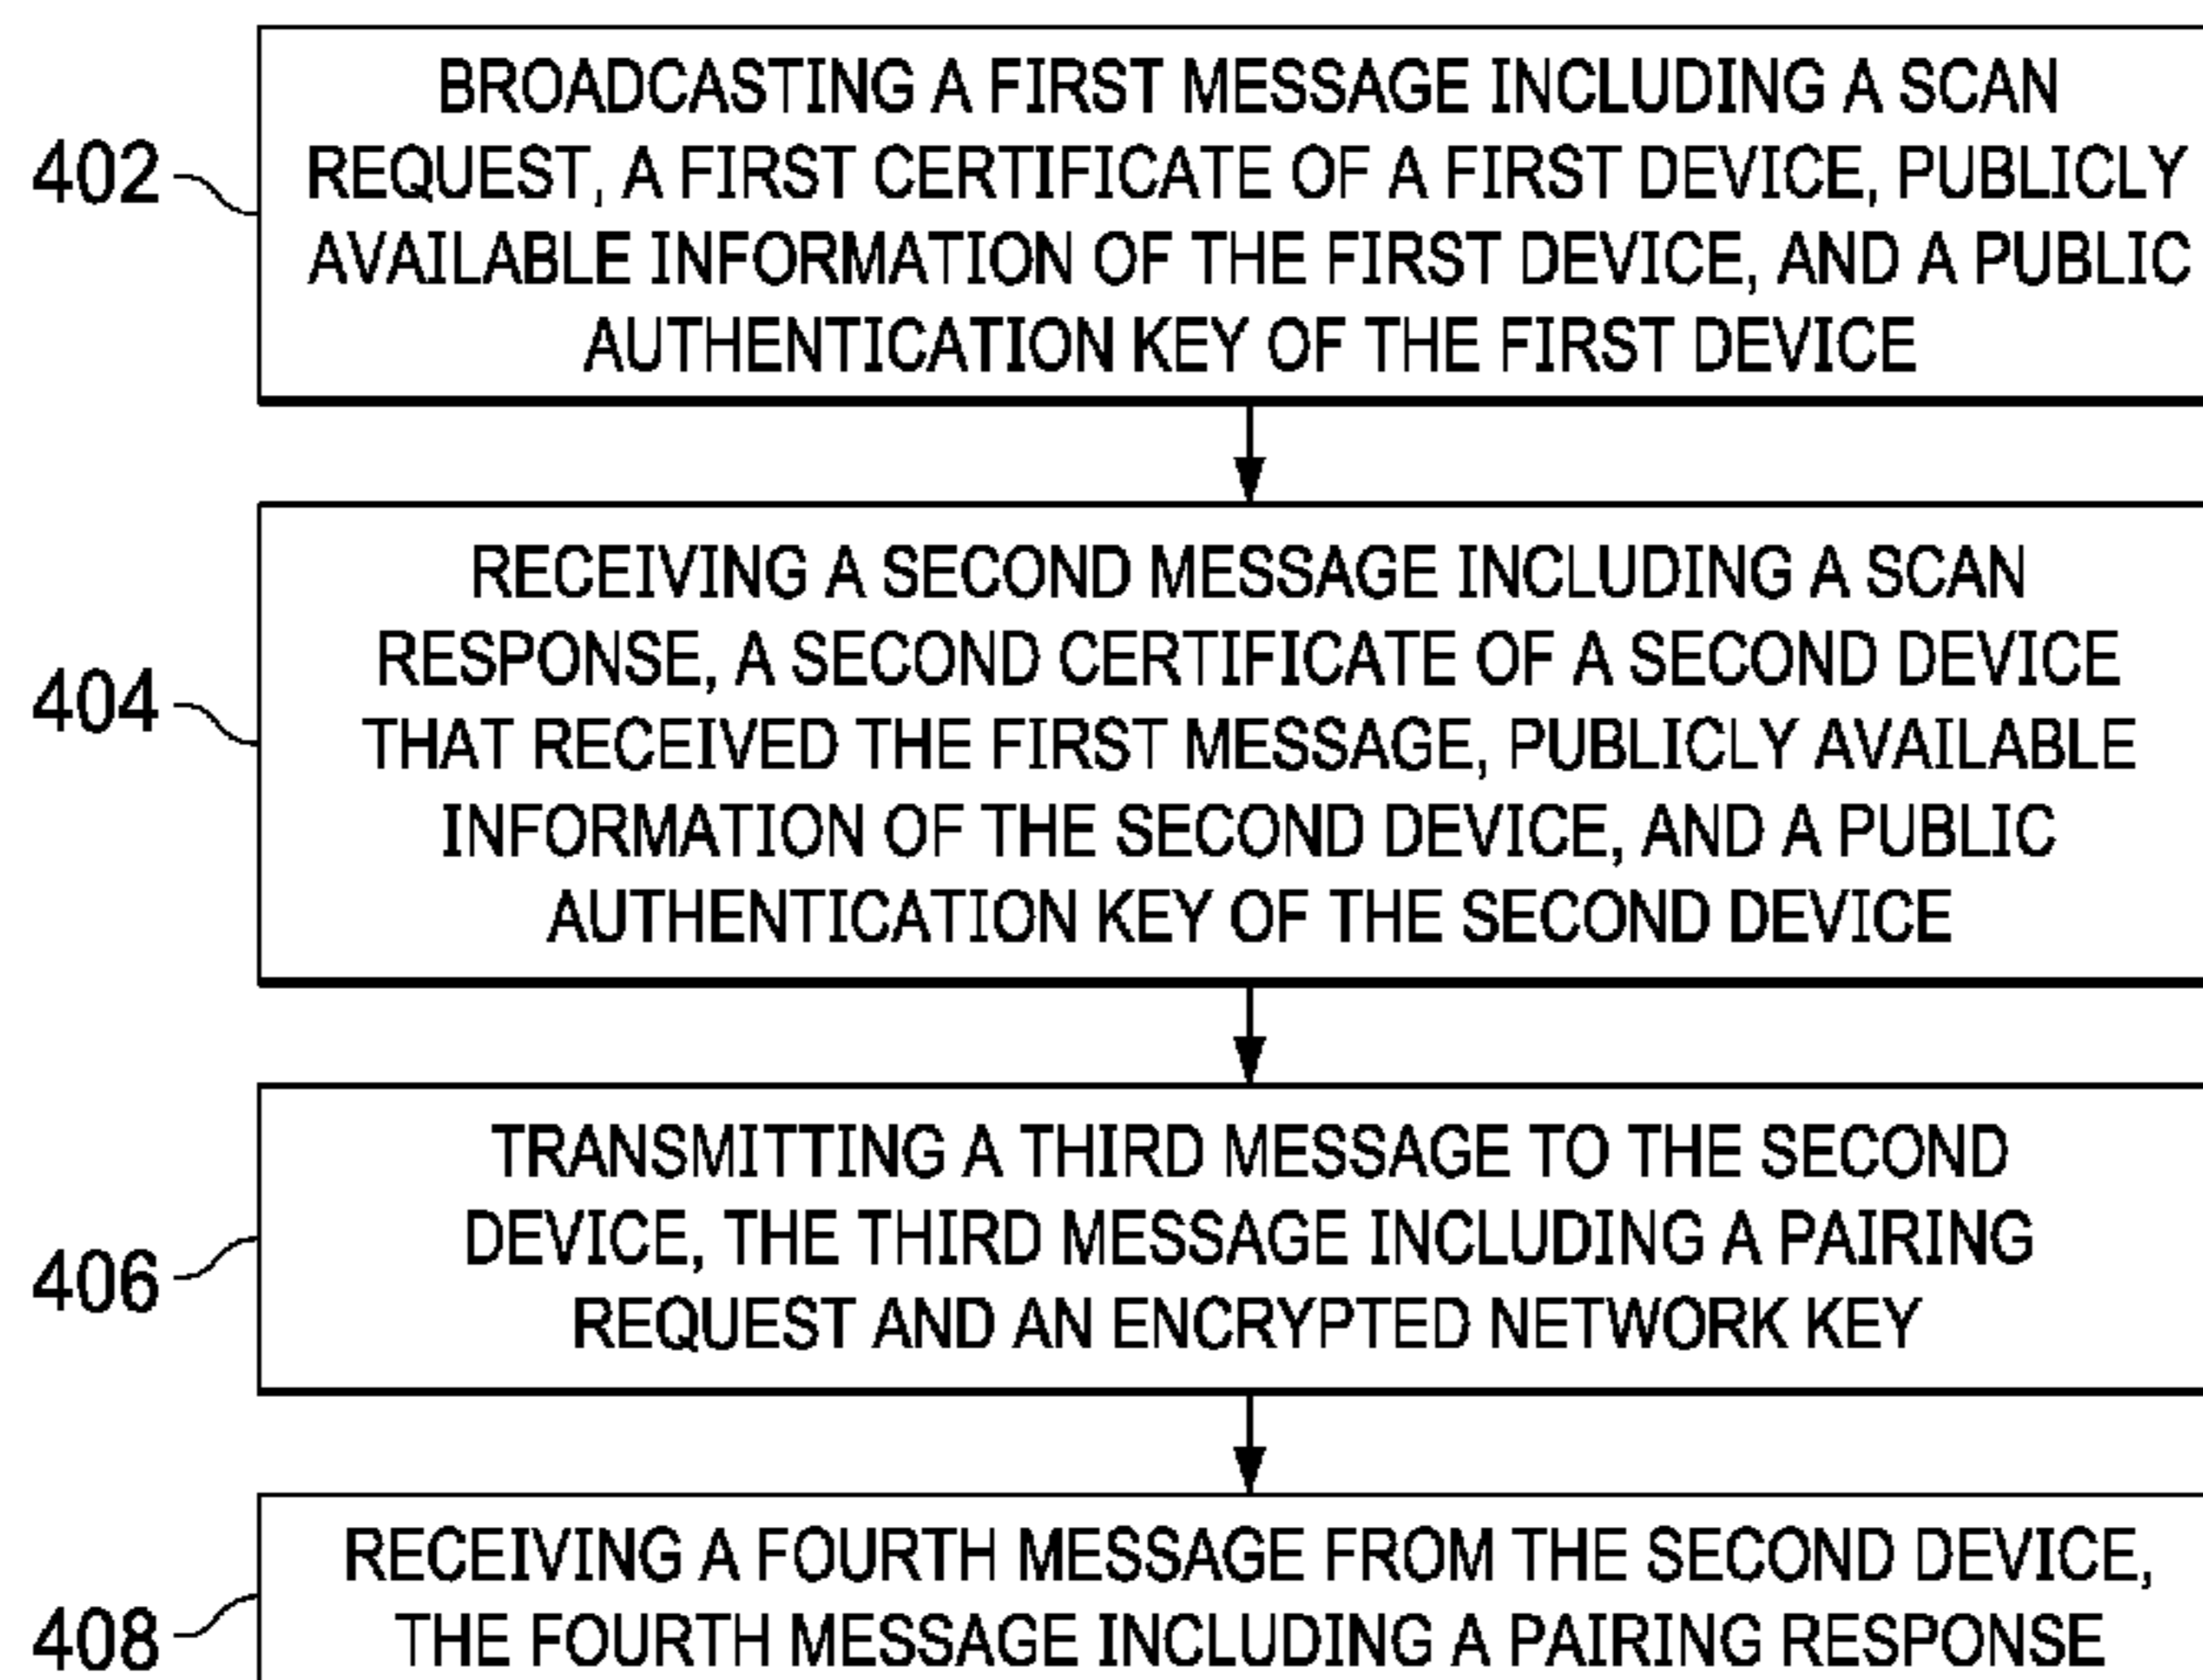 402
BROADCASTING A FIRST MESSAGE INCLUDING A SCAN
REQUEST, A FIRST CERTIFICATE OF A FIRST DEVICE, PUBLICLY
AVAILABLE INFORMATION OF THE FIRST DEVICE, AND A PUBLIC
AUTHENTICATION KEY OF THE FIRST DEVICE
404
RECEIVING A SECOND MESSAGE INCLUDING A SCAN
RESPONSE, A SECOND CERTIFICATE OF A SECOND DEVICE
THAT RECEIVED THE FIRST MESSAGE, PUBLICLY AVAILABLE
INFORMATION OF THE SECOND DEVICE, AND A PUBLIC
AUTHENTICATION KEY OF THE SECOND DEVICE
406
TRANSMITTING A THIRD MESSAGE TO THE SECOND
DEVICE, THE THIRD MESSAGE INCLUDING A PAIRING
REQUEST AND AN ENCRYPTED NETWORK KEY
408
RECEIVING A FOURTH MESSAGE FROM THE SECOND DEVICE,
THE FOURTH MESSAGE INCLUDING A PAIRING RESPONSE